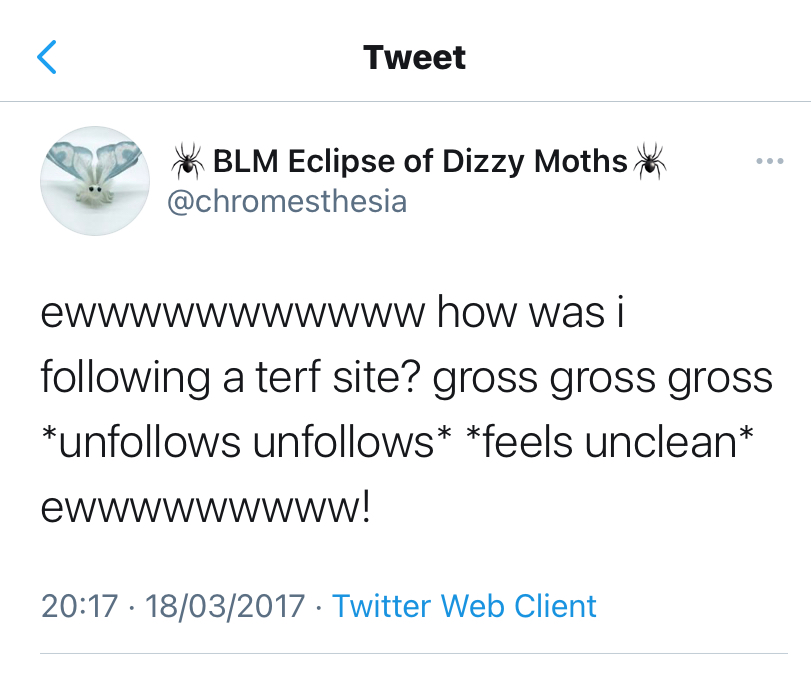 Tweet
🕷 BLM Eclipse of Dizzy Moths🕷
@chromesthesia
ewwwwwwwwwwww how was i
following a terf site? gross gross gross
*unfollows unfollows* *feels unclean*
ewwwwwwwwww!
20:17 · 18/03/2017 · Twitter Web Client